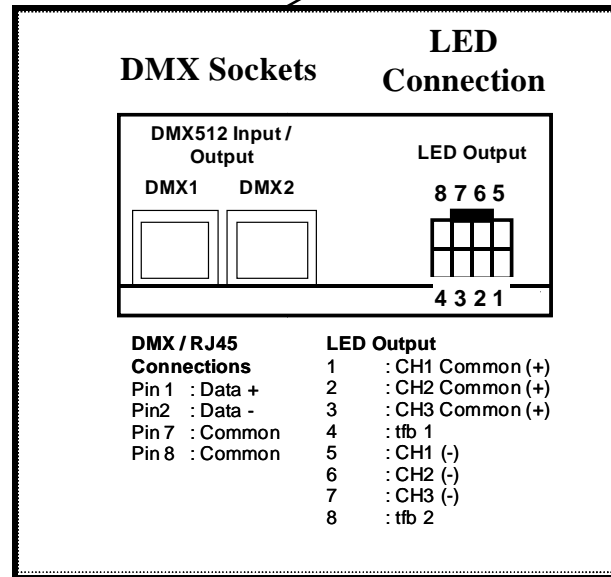 DMX Sockets
LED
Connection
DMX512 Input /
Output
DMX1 DMX2
LED Output
8 7 6 5
4 3 2 1
DMX / RJ45
Connections
Pin 1 : Data +
Pin2 : Data -
Pin 7 : Common
Pin 8 : Common
LED Output
1 : CH1 Common (+)
2 : CH2 Common (+)
3 : CH3 Common (+)
4 : tfb 1
5 : CH1 (-)
6 : CH2 (-)
7 : CH3 (-)
8 : tfb 2